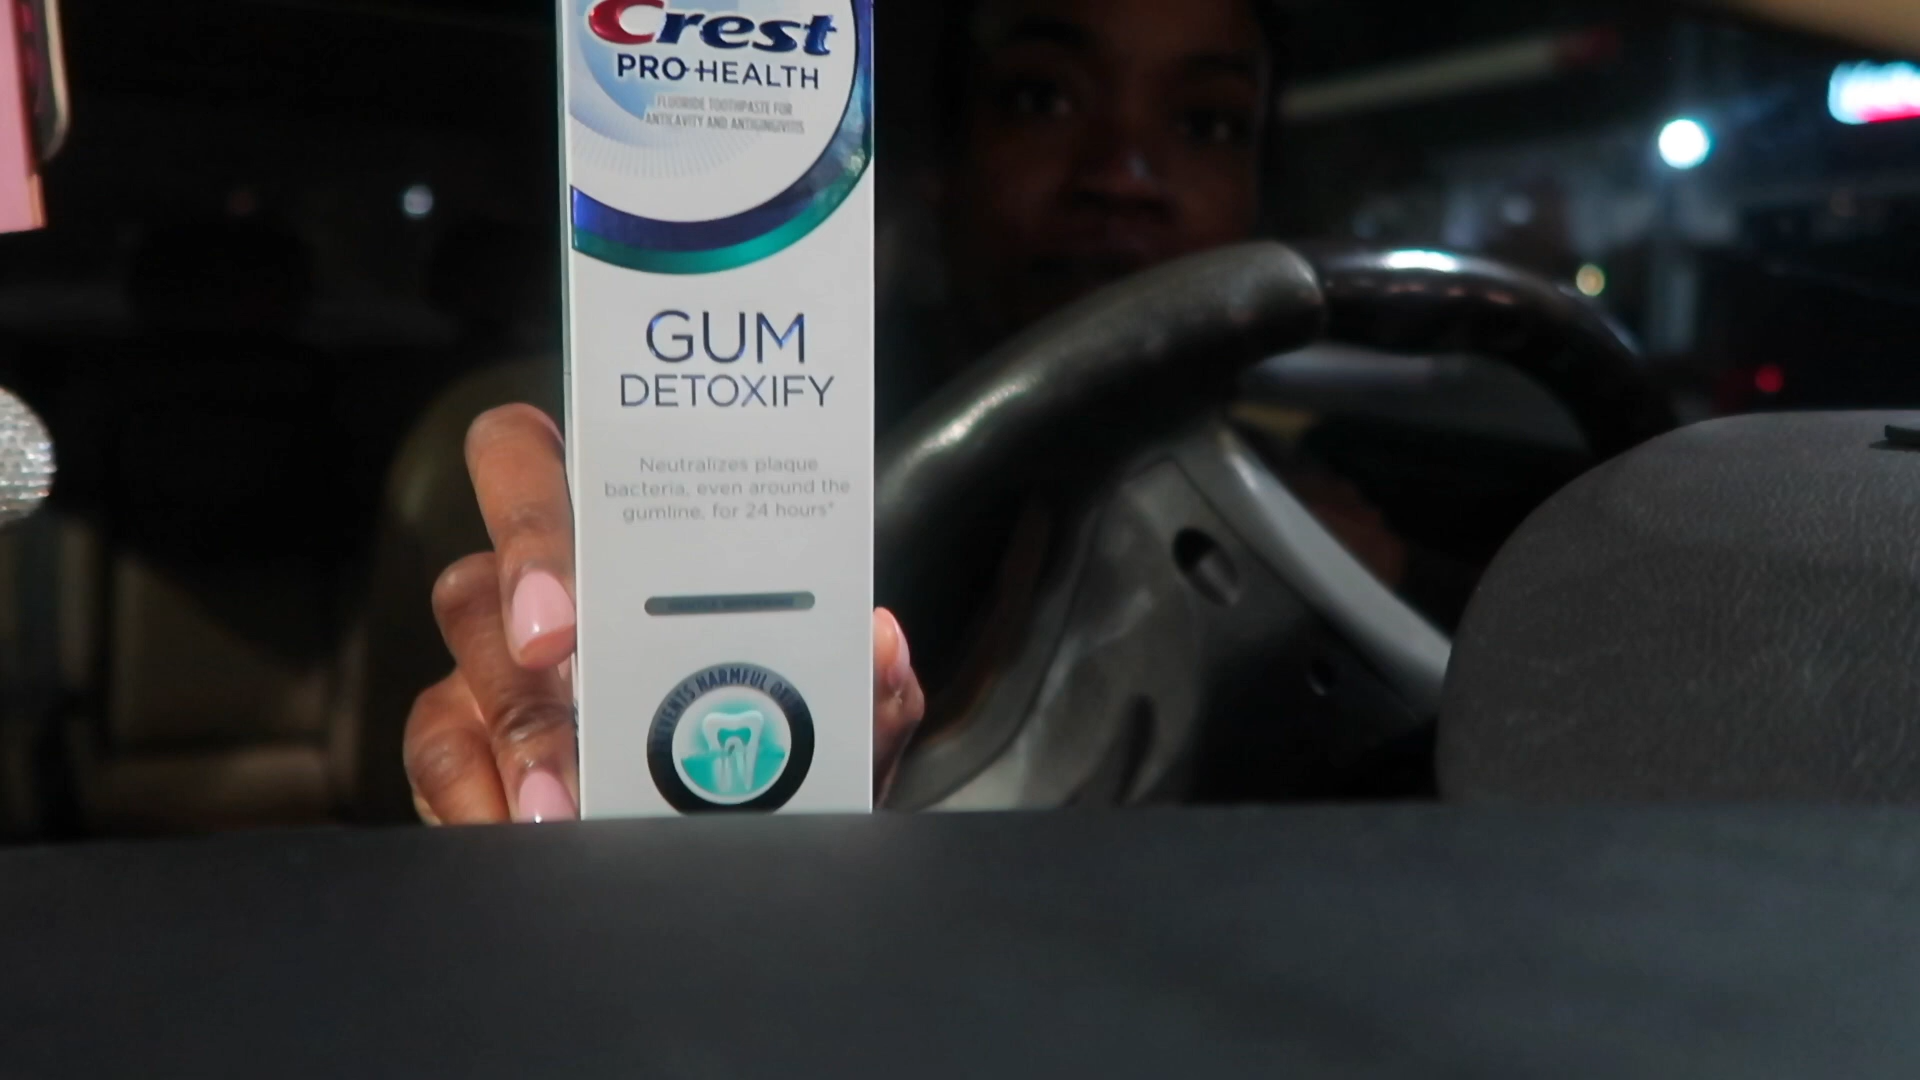 Crest
PRO-HEALTH
FLUORIDE TOOTHPASTE FOR
ANTICAVITY AND ANTIGINGIVITIS
GUM
DETOXIFY
Neutralizes plaque
bacteria, even around the
gumline, for 24 hours*
HARMFUL